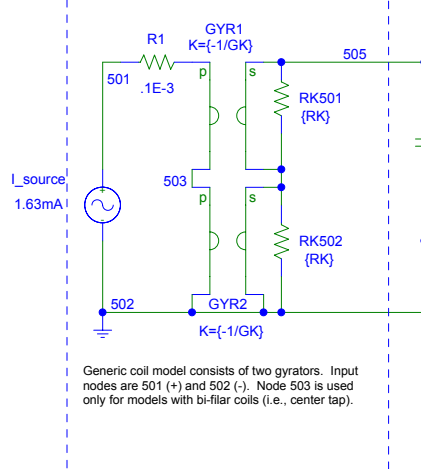 GYR1
R1
K={-1/GK}
505
501
p
s
.1E-3
RK501
{RK}
I_source
503
1.63mA
p
s
RK502
{RK}
502
GYR2
K={-1/GK}
Generic coil model consists of two gyrators. Input
nodes are 501 (+) and 502 (-). Node 503 is used
only for models with bi-filar coils (i.e., center tap).